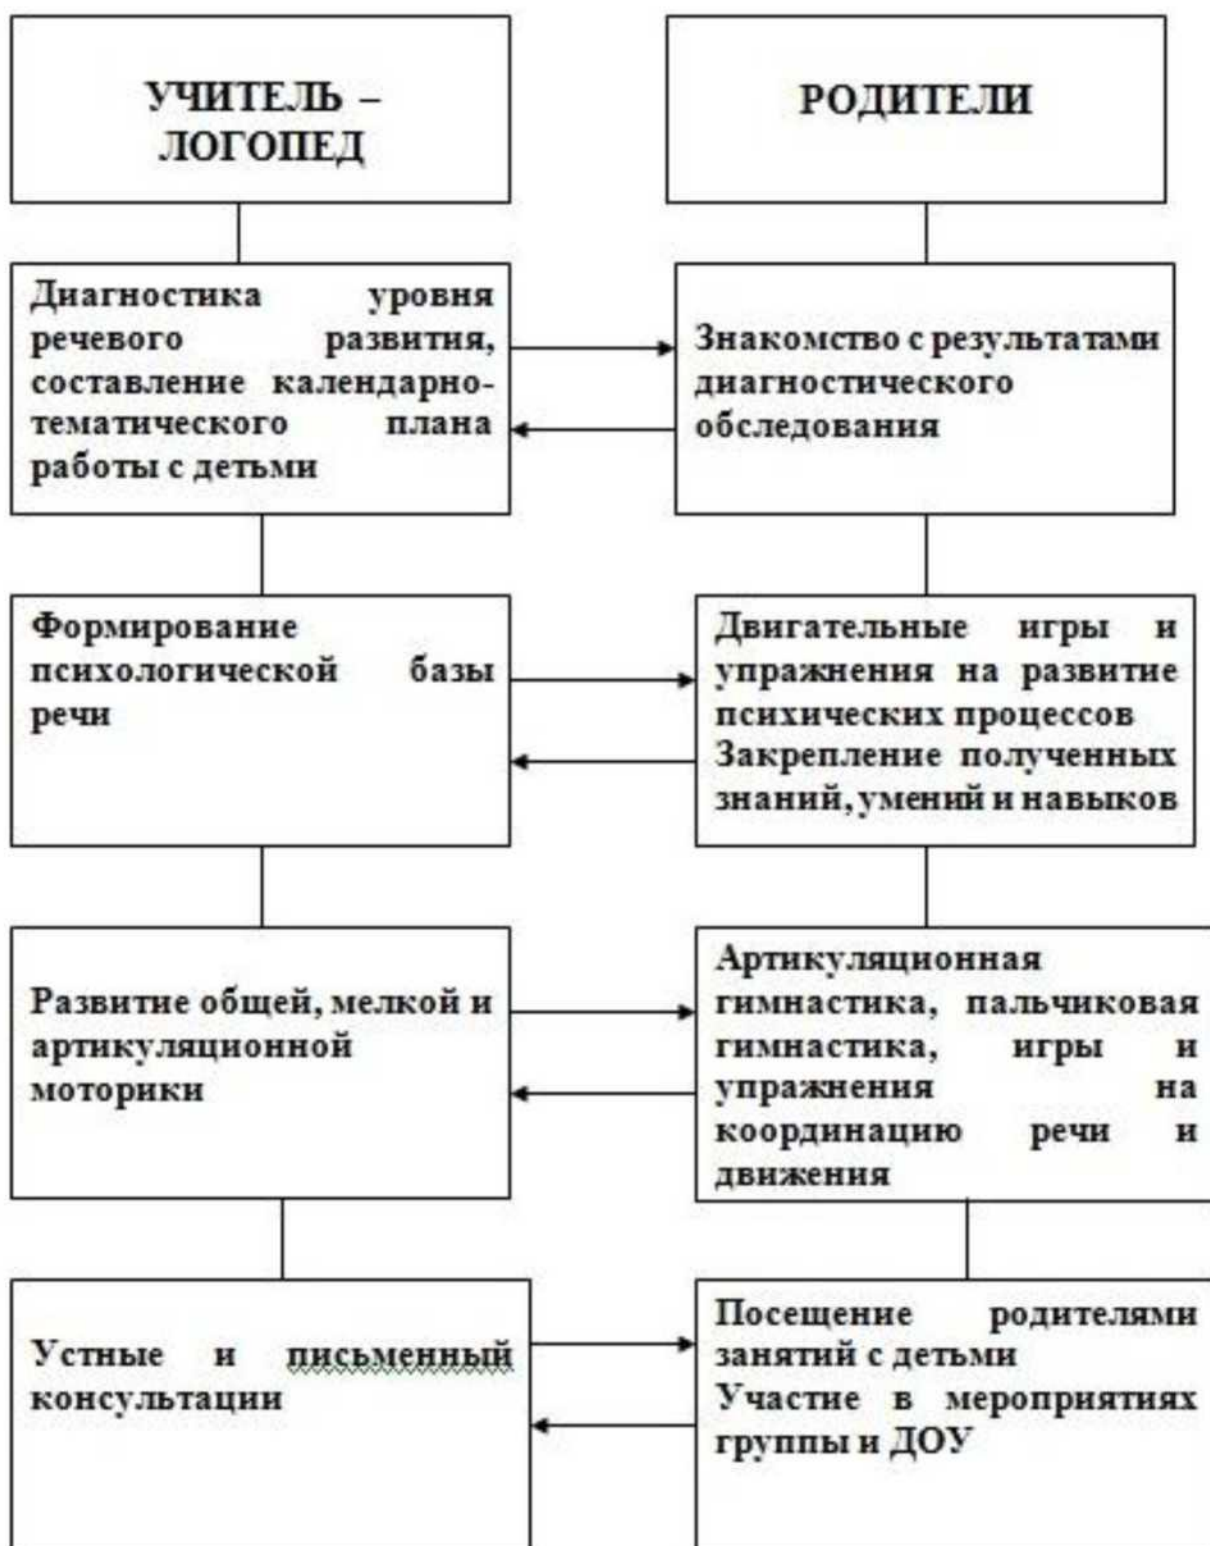 УЧИТЕЛЬ –
ЛОГОПЕД
РОДИТЕЛИ
Диагностика уровня
речевого развития,
составление календарно-
тематического плана
работы с детьми
Знакомство с результатами
диагностического
обследования
Формирование
психологической базы
речи
Двигательные игры и
упражнения на развитие
психических процессов
Закрепление полученных
знаний, умений и навыков
Развитие общей, мелкой и
артикуляционной
моторики
Артикуляционная
гимнастика, пальчиковая
гимнастика, игры и
упражнения на
координацию речи и
движения
Устные и письменный
консультации
Посещение родителями
занятий с детьми
Участие в мероприятиях
группы и ДОУ